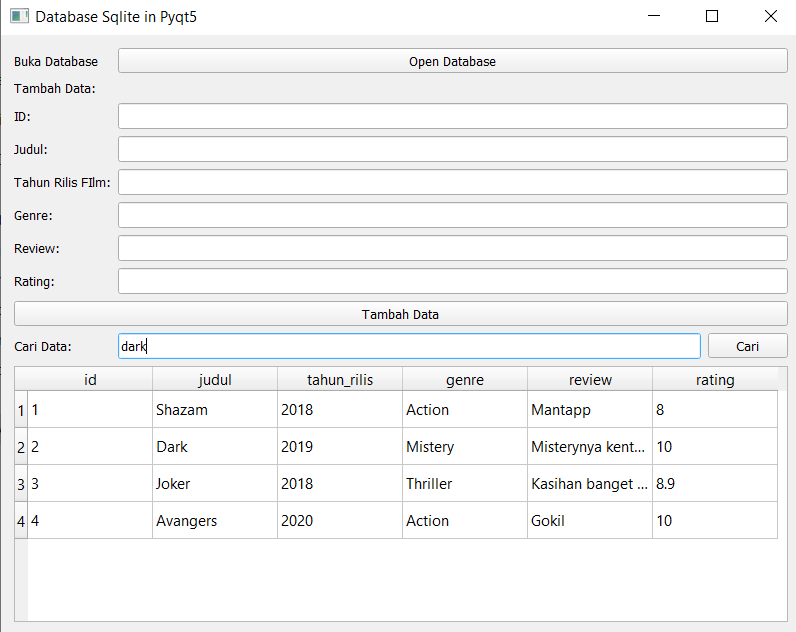 Database Sqlite in Pyqt5
Buka Database Open Database
Tambah Data:
ID:
Judul:
Tahun Rilis FIlm:
Genre:
Review:
Rating:
Tambah Data
Cari Data: dark Cari
id judul tahun_rilis genre review rating
1 1 Shazam 2018 Action Mantapp 8
2 2 Dark 2019 Mistery Misterynya kent... 10
3 3 Joker 2018 Thriller Kasihan banget ... 8.9
4 4 Avangers 2020 Action Gokil 10